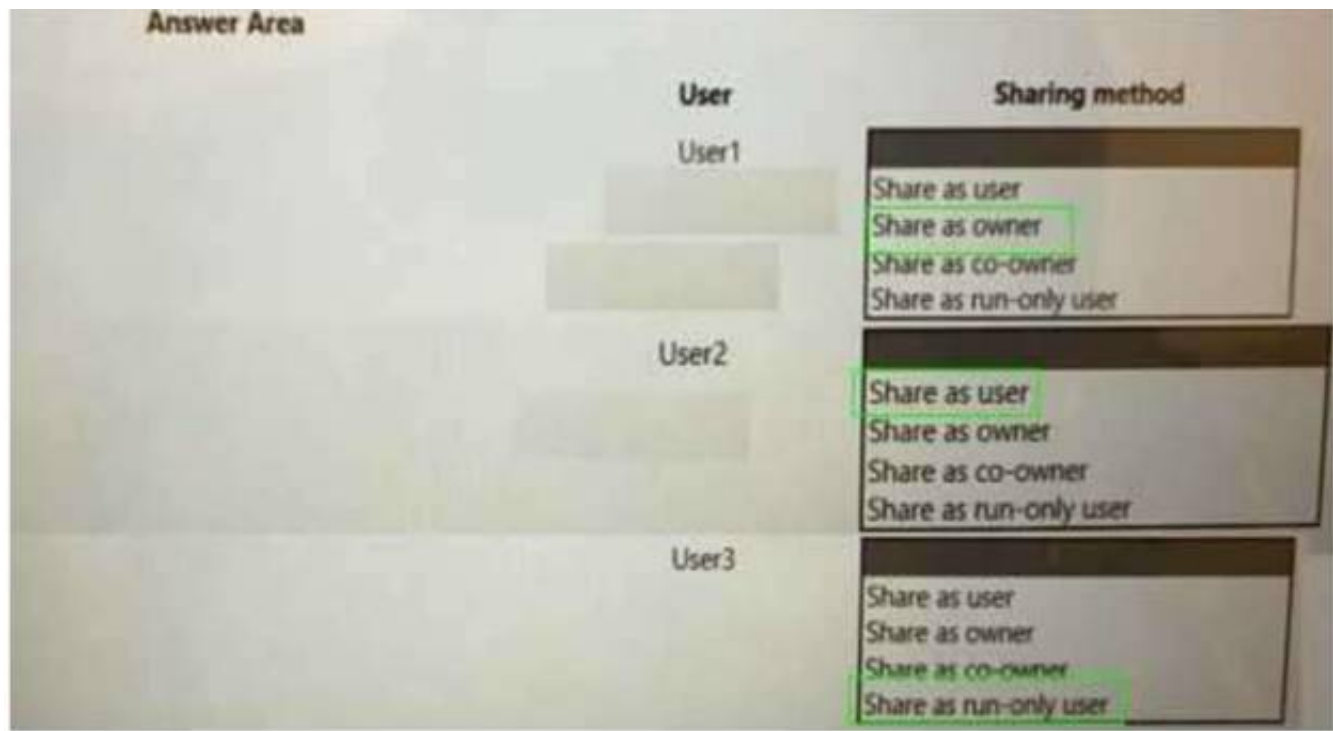 Answer Area
User Sharing method
User1
Share as user
Share as owner
Share as co-owner
Share as run-only user
User2
Share as user
Share as owner
Share as co-owner
Share as run-only user
User3
Share as user
Share as owner
Share as co-owner
Share as run-only user